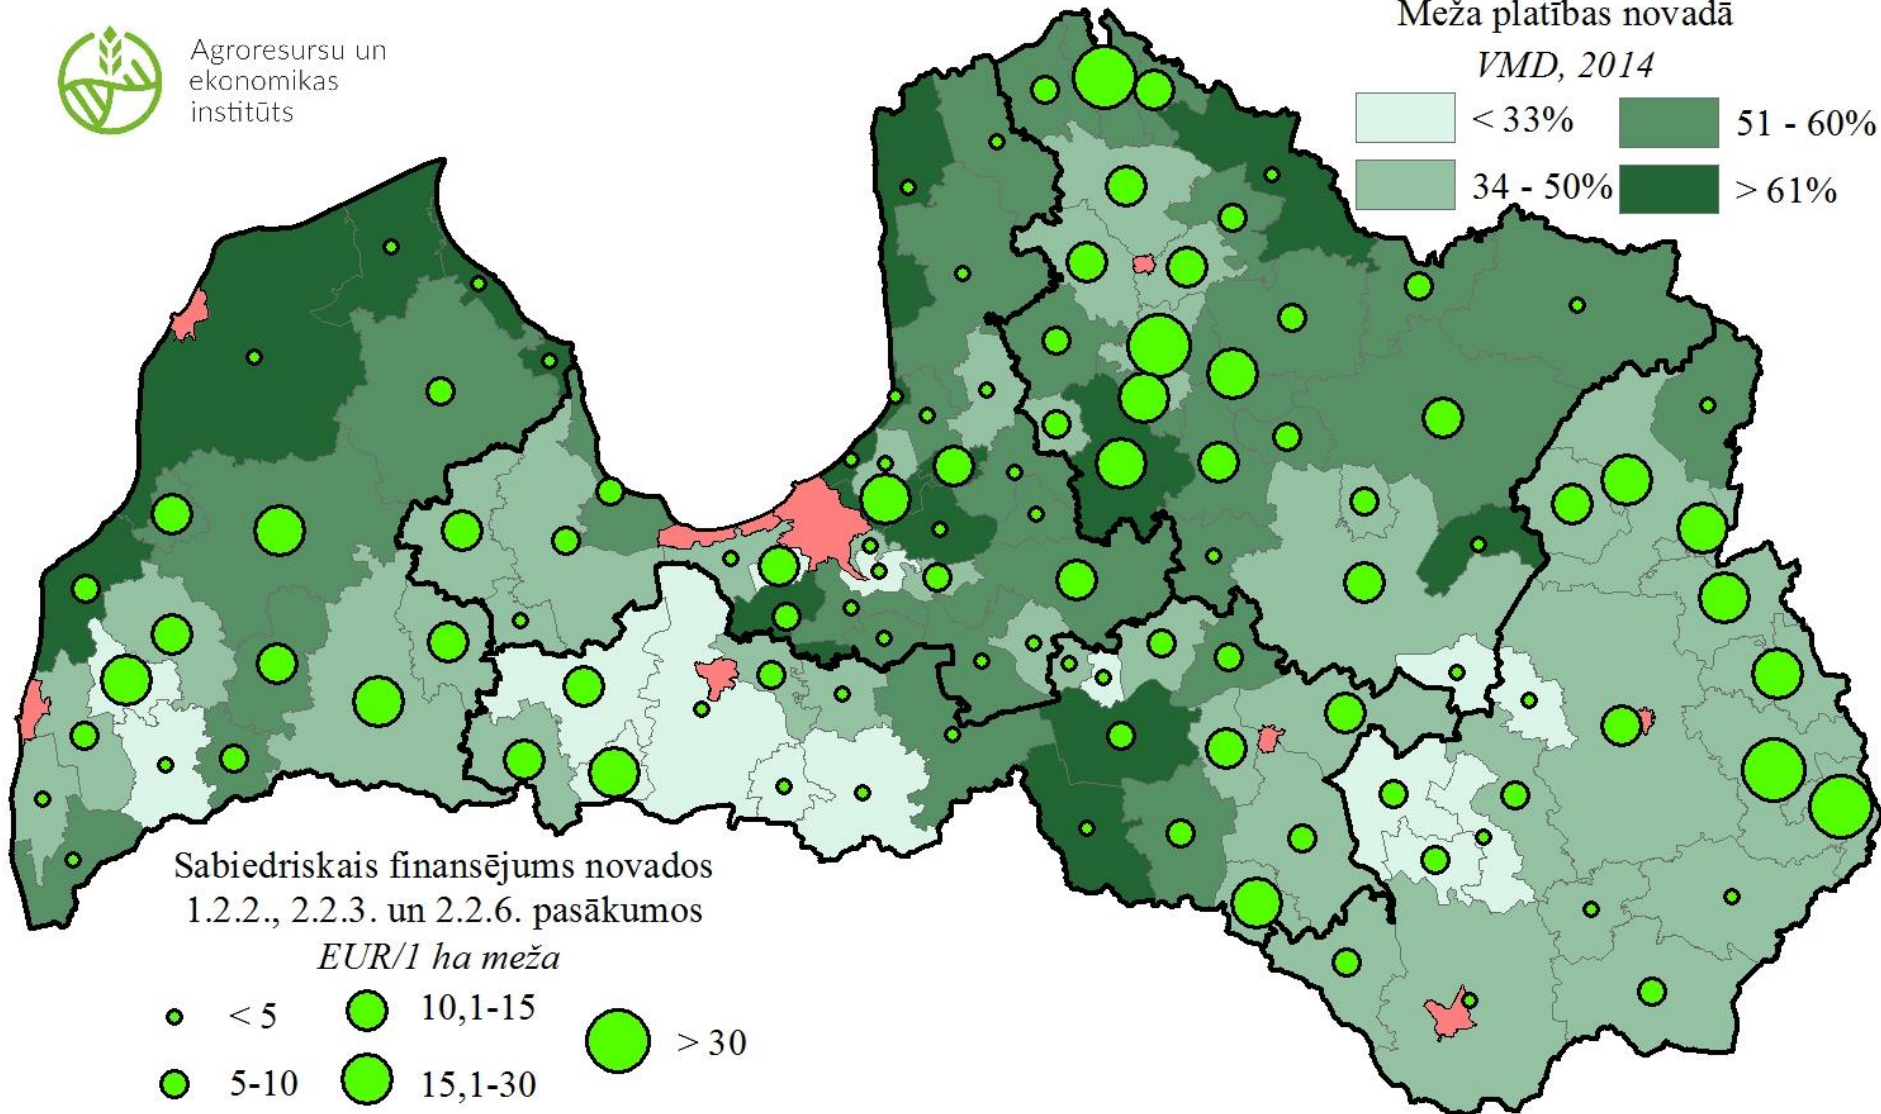 Agroresursu un
ekonomikas
institūts
Meža platības novadā
VMD, 2014
< 33%
51 - 60%
34 - 50%
> 61%
Sabiedriskais finansējums novados
1.2.2., 2.2.3. un 2.2.6. pasākumos
EUR/1 ha meža
< 5
10,1-15
> 30
5-10
15,1-30